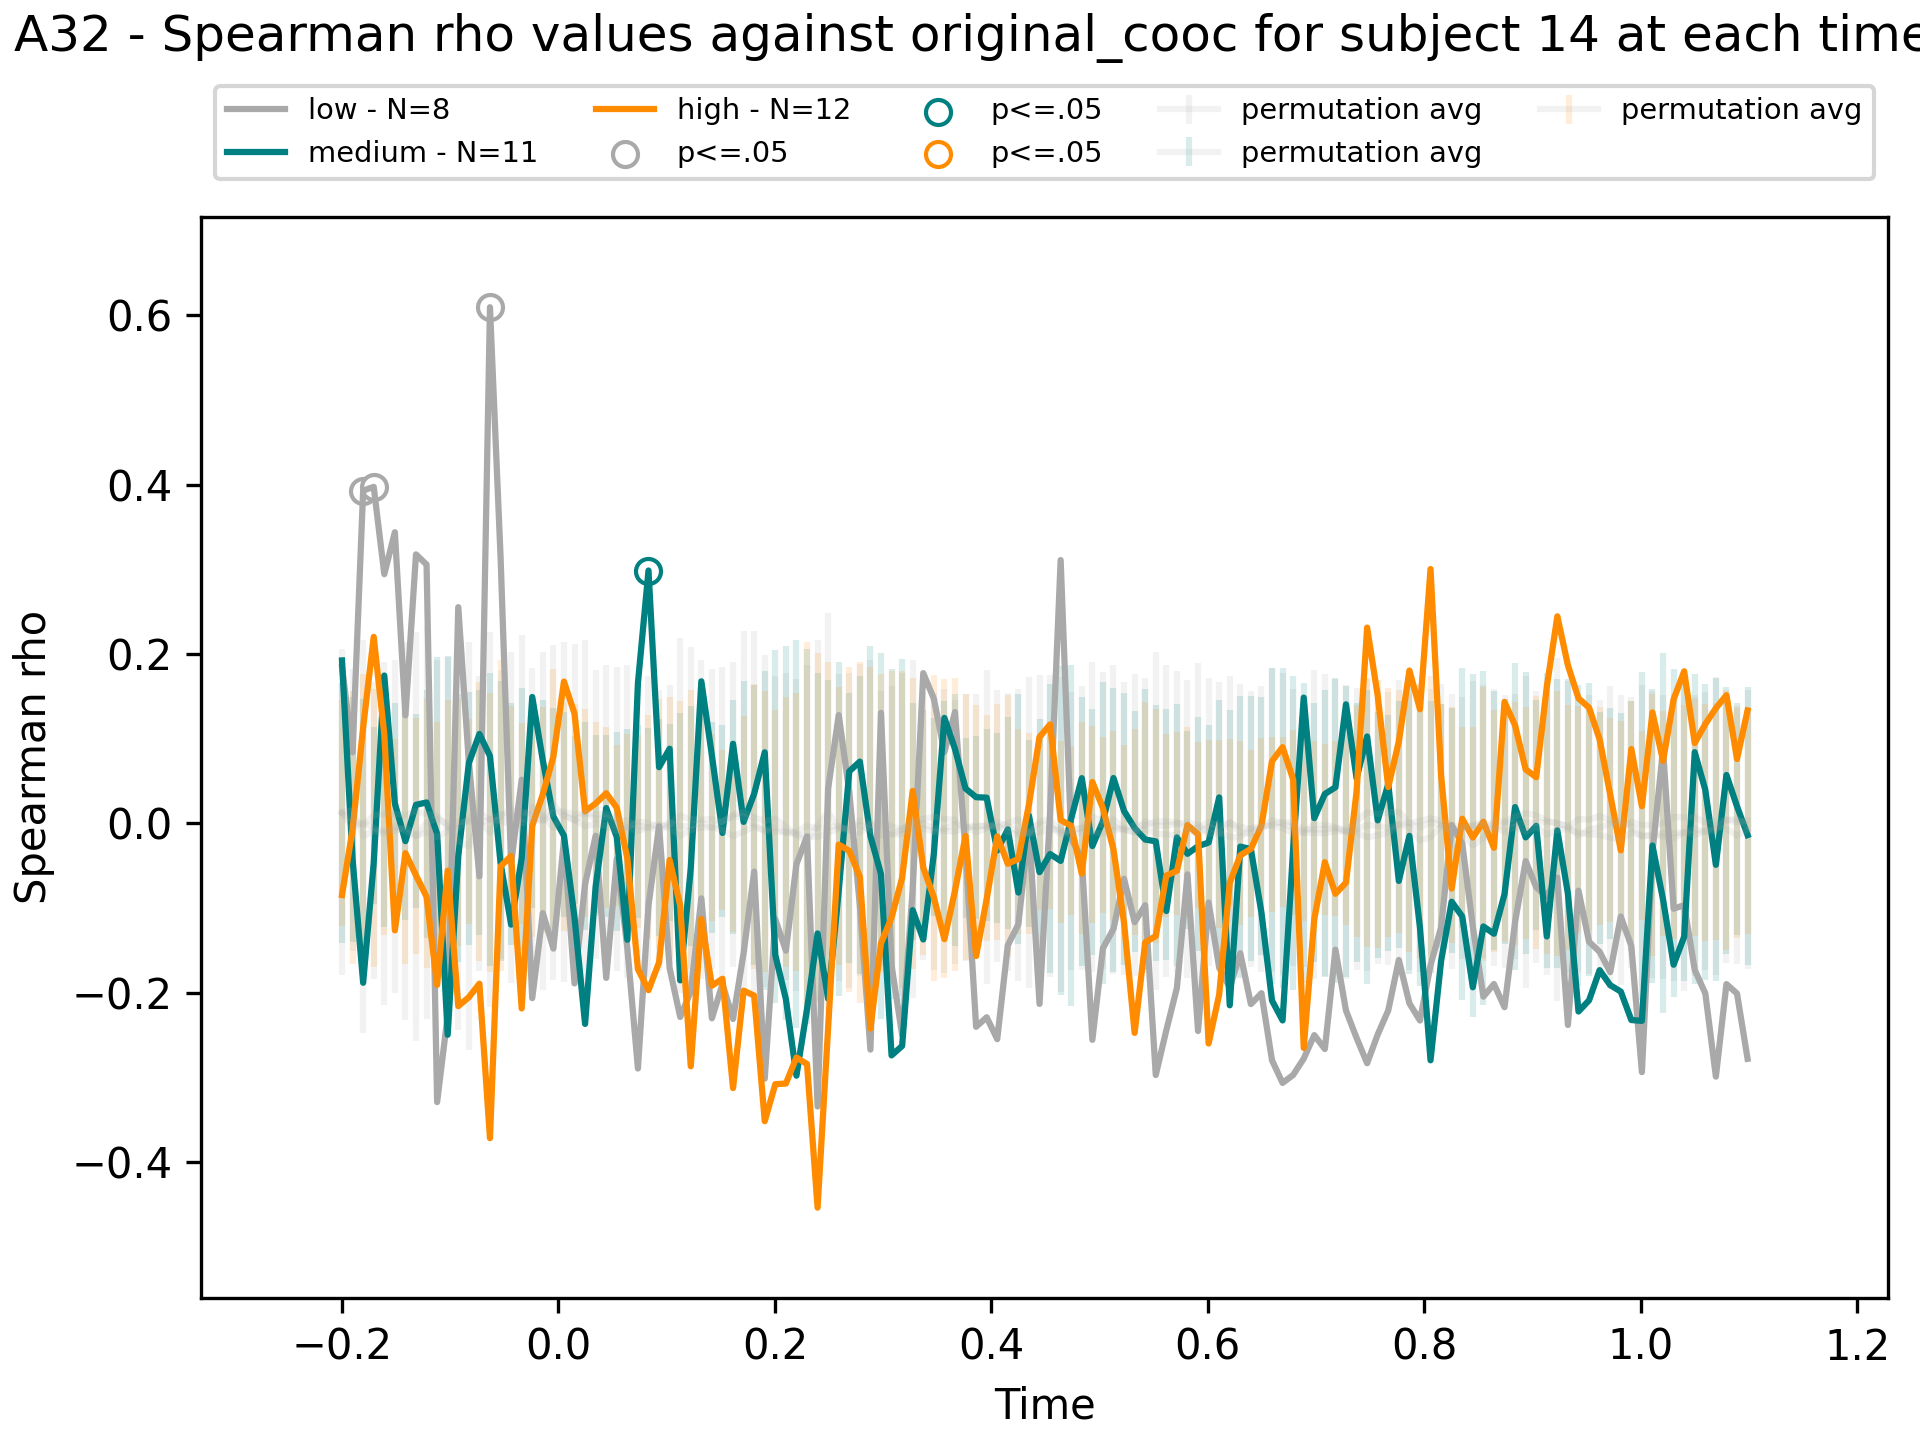 A32 - Spearman rho values against original_cooc for subject 14 at each time
low - N=8
medium - N=11
high - N=12
p<=.05
p<=.05
p<=.05
permutation avg
permutation avg
permutation avg
Spearman rho
0.6
0.4
0.2
0.0
−0.2
−0.4
−0.2
0.0
0.2
0.4
0.6
0.8
1.0
1.2
Time